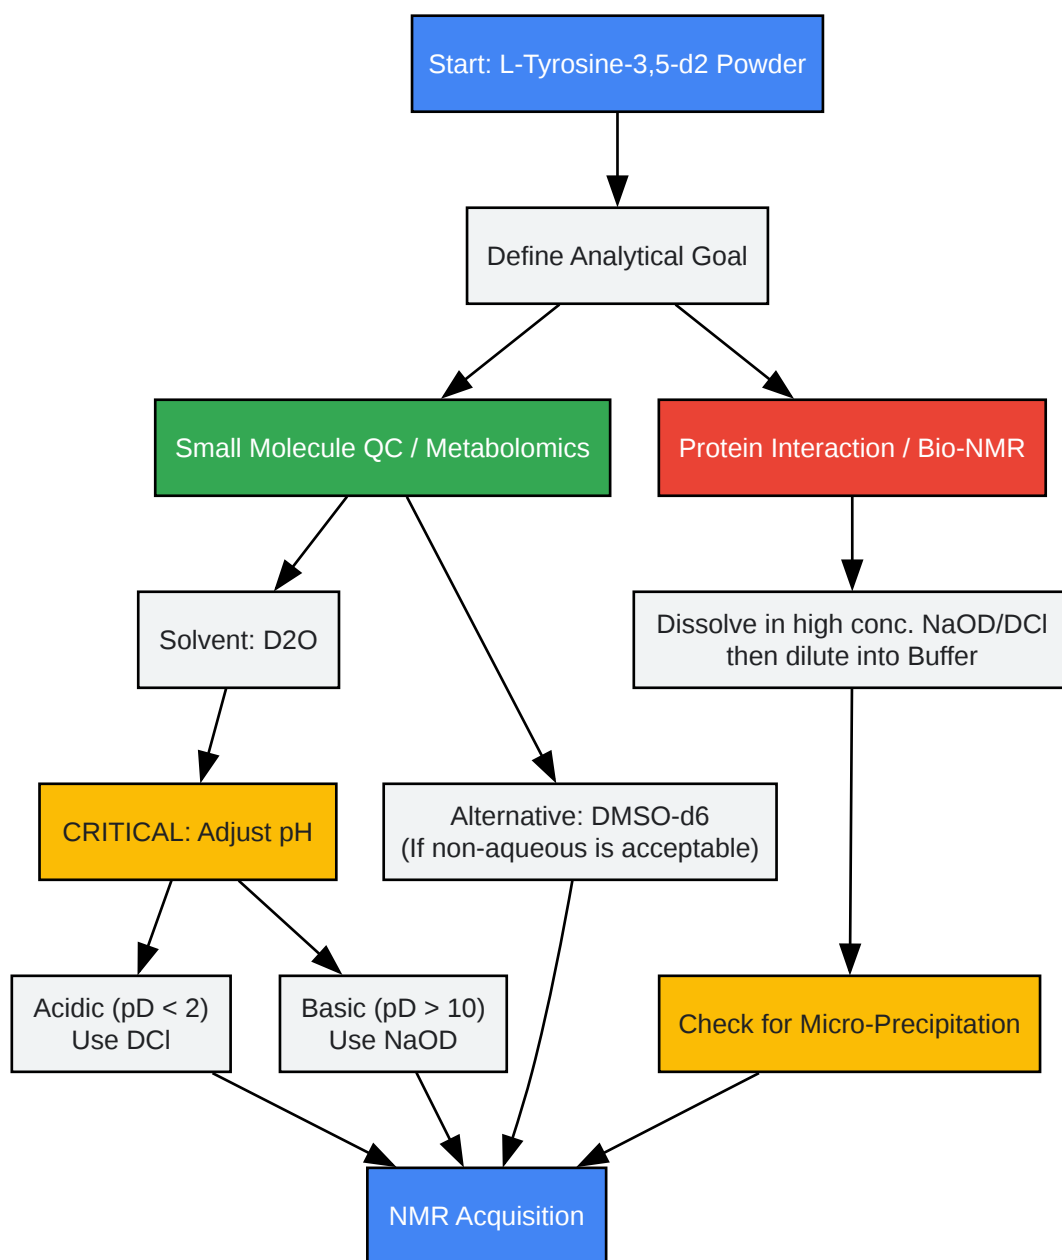 Start: L-Tyrosine-3,5-d2 Powder
Define Analytical Goal
Small Molecule QC / Metabolomics
Protein Interaction / Bio-NMR
Solvent: D2O
Dissolve in high conc. NaOD/DCl
then dilute into Buffer
CRITICAL: Adjust pH
Alternative: DMSO-d6
(If non-aqueous is acceptable)
Acidic (pD < 2)
Use DCl
Basic (pD > 10)
Use NaOD
Check for Micro-Precipitation
NMR Acquisition